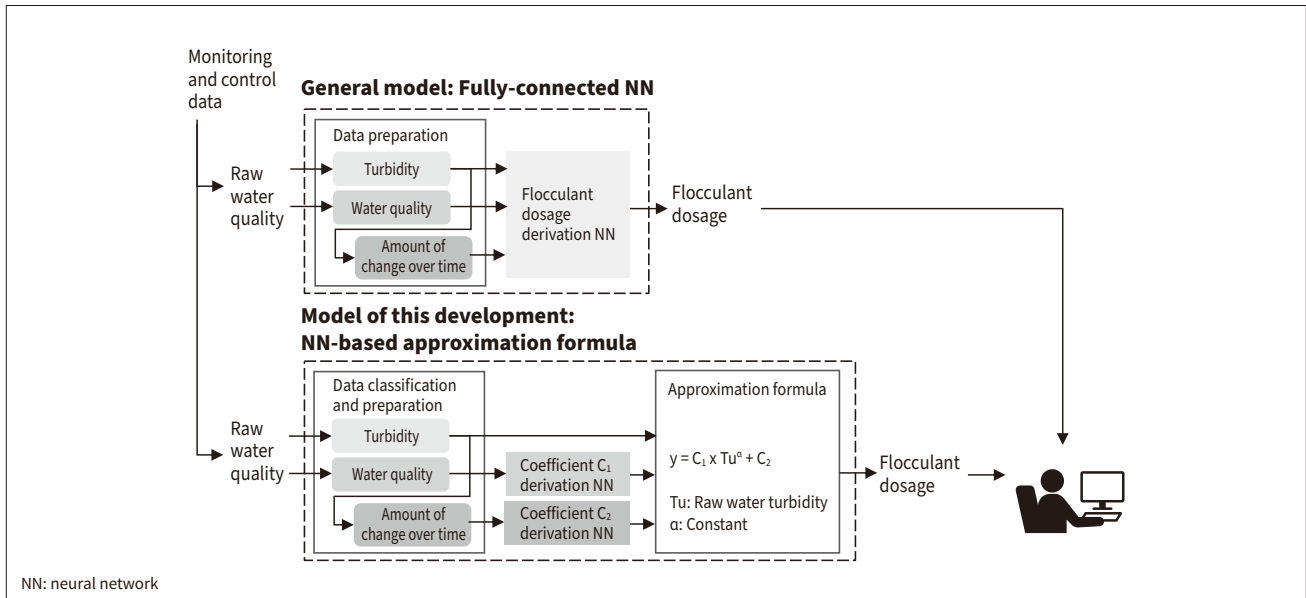 Monitoring
and control
data
General model: Fully-connected NN
Data preparation
Raw
water
quality
Turbidity
Water quality
Amount of
change over time
Flocculant
dosage
derivation NN
Flocculant
dosage
Model of this development:
NN-based approximation formula
Data classification
and preparation
Raw
water
quality
Turbidity
Water quality
Amount of
change over time
Coefficient C₁
derivation NN
Coefficient C₂
derivation NN
Approximation formula
y = C₁ x Tuᵅ + C₂
Tu: Raw water turbidity
α: Constant
Flocculant
dosage
NN: neural network